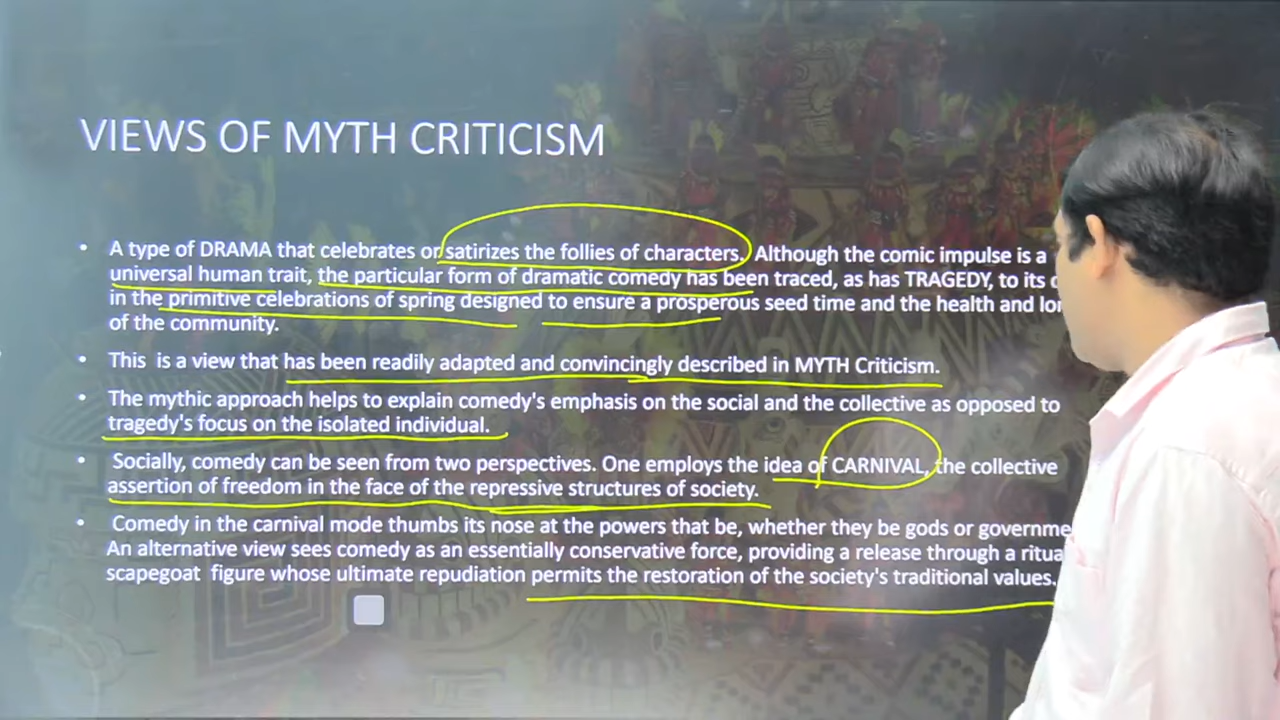 VIEWS OF MYTH CRITICISM
• A type of DRAMA that celebrates or satirizes the follies of characters. Although the comic impulse is a
universal human trait, the particular form of dramatic comedy has been traced, as has TRAGEDY, to its
in the primitive celebrations of spring designed to ensure a prosperous seed time and the health and
of the community.
• This is a view that has been readily adapted and convincingly described in MYTH Criticism.
• The mythic approach helps to explain comedy's emphasis on the social and the collective as opposed to
tragedy's focus on the isolated individual.
• Socially, comedy can be seen from two perspectives. One employs the idea of CARNIVAL, the collective
assertion of freedom in the face of the repressive structures of society.
• Comedy in the carnival mode thumbs its nose at the powers that be, whether they be gods or
An alternative view sees comedy as an essentially conservative force, providing a release through a
scapegoat figure whose ultimate repudiation permits the restoration of the society's traditional values.